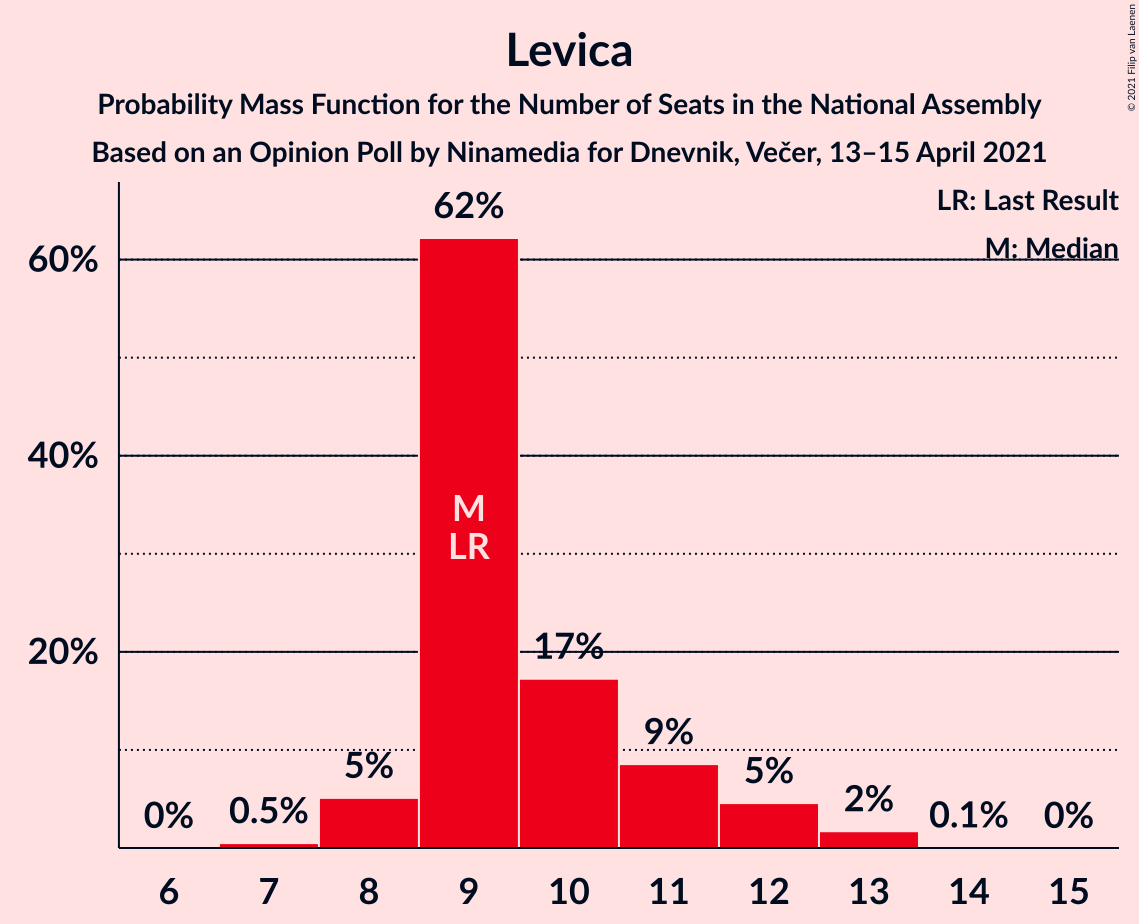 Levica
Probability Mass Function for the Number of Seats in the National Assembly
Based on an Opinion Poll by Ninamedia for Dnevnik, Večer, 13–15 April 2021
© 2021 Filip van Laenen
LR: Last Result
M: Median
60%
40%
20%
0%
0.5%
5%
62%
M
LR
17%
9%
5%
2%
0.1%
0%
6 7 8 9 10 11 12 13 14 15